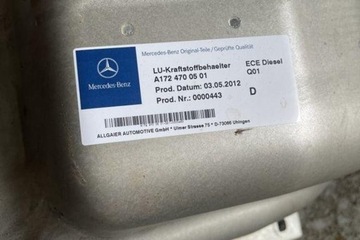 Mercedes-Benz Original-Teile / Geprüfte Qualität
Mercedes-Benz
LU-Kraftstoffbehaelter
A172 470 05 01
Prod. Datum: 03.05.2012
Prod. Nr.: 0000443
ECE Diesel
Q01
D
ALLGAIER AUTOMOTIVE GmbH * Ulmer Strasse 75 * D-73066 Uhingen